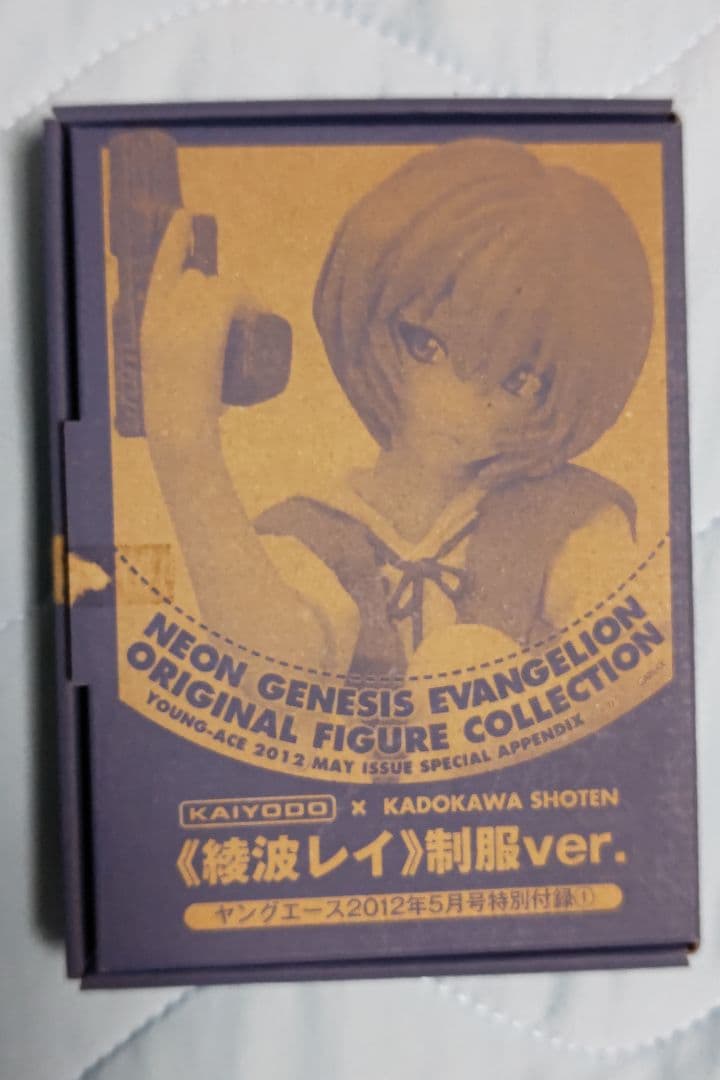 NEON GENESIS EVANGELION
ORIGINAL FIGURE COLLECTION
YOUNG-ACE 2012 MAY ISSUE SPECIAL APPENDIX
KAIYODO × KADOKAWA SHOTEN
《綾波レイ》制服ver.
ヤングエース2012年5月号特別付録①